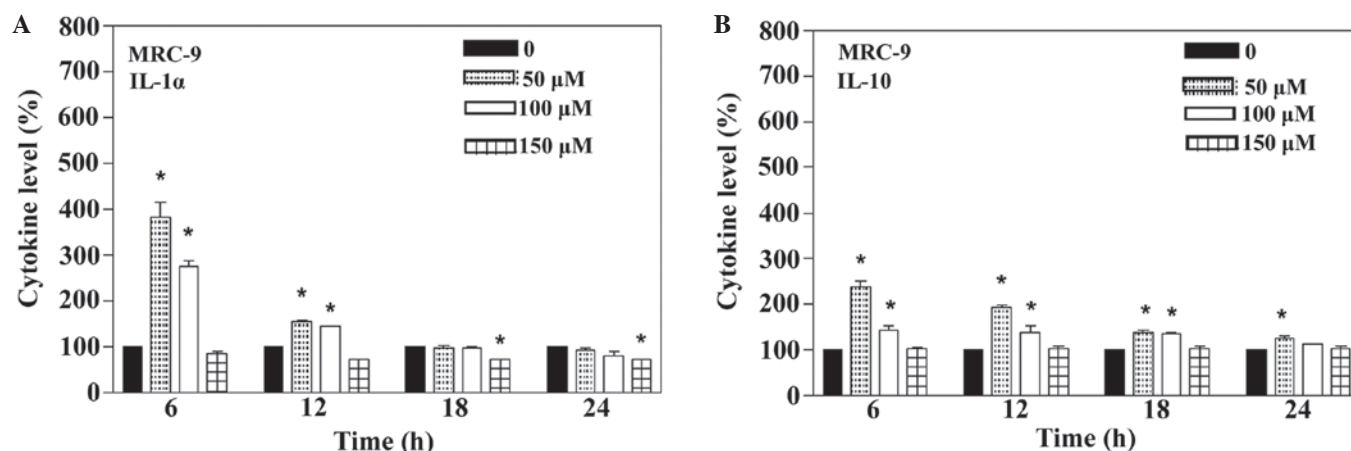 A
Cytokine level (%)
800
700
600
500
400
300
200
100
0
MRC-9
IL-1α
0
50 µM
100 µM
150 µM
*
*
*
*
*
*
6
12
18
24
Time (h)
B
Cytokine level (%)
800
700
600
500
400
300
200
100
0
MRC-9
IL-10
0
50 µM
100 µM
150 µM
*
*
*
*
*
*
*
6
12
18
24
Time (h)